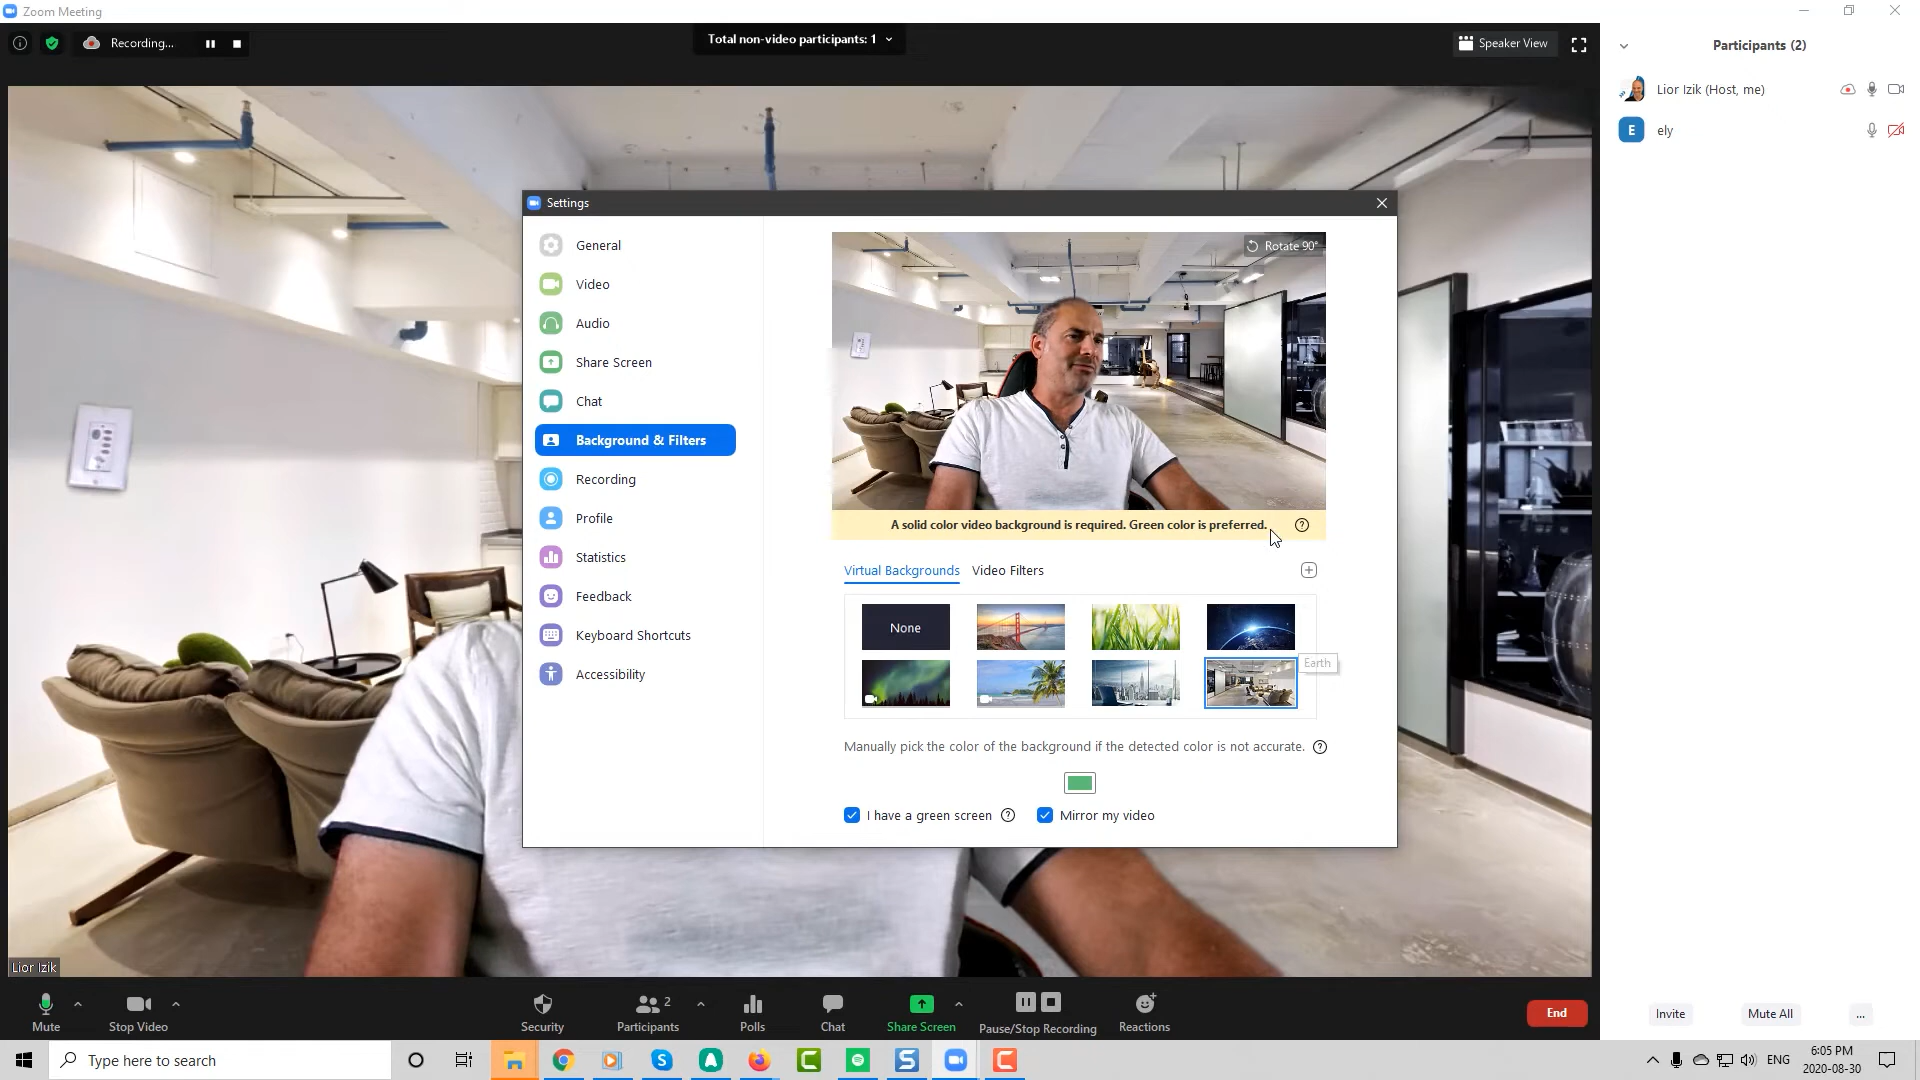 Zoom Meeting
Recording...
Total non-video participants: 1
Speaker View
Participants (2)
Lior Izik (Host, me)
E
ely
Settings
General
Video
Audio
Share Screen
Chat
Background & Filters
Recording
Profile
Statistics
Feedback
Keyboard Shortcuts
Accessibility
Rotate 90°
A solid color video background is required. Green color is preferred.
Virtual Backgrounds
Video Filters
None
Earth
Manually pick the color of the background if the detected color is not accurate.
I have a green screen
Mirror my video
Lior Izik
Mute
Stop Video
Security
2
Participants
Polls
Chat
Share Screen
Pause/Stop Recording
Reactions
End
Invite
Mute All
...
Type here to search
ENG
6:05 PM
2020-08-30